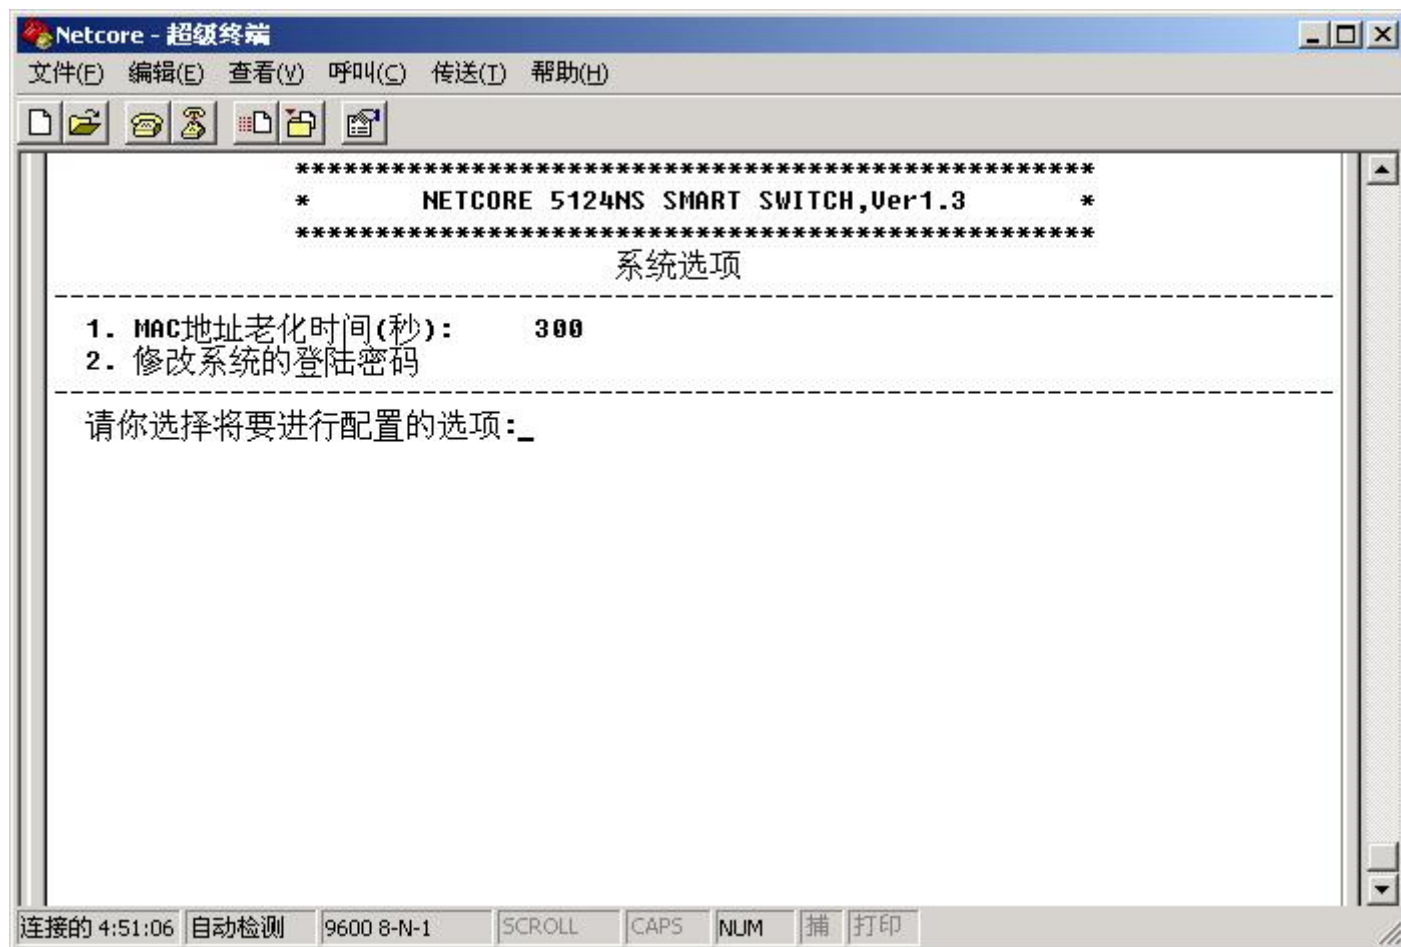 Netcore - 超级终端
文件(F) 编辑(E) 查看(V) 呼叫(C) 传送(T) 帮助(H)
**************************************************
* NETCORE 5124NS SMART SWITCH,Ver1.3 *
**************************************************
系统选项
--------------------------------------------------------------------------------
1. MAC地址老化时间(秒): 300
2. 修改系统的登陆密码
--------------------------------------------------------------------------------
请你选择将要进行配置的选项:_
连接的 4:51:06 自动检测 9600 8-N-1 SCROLL CAPS NUM 捕 打印